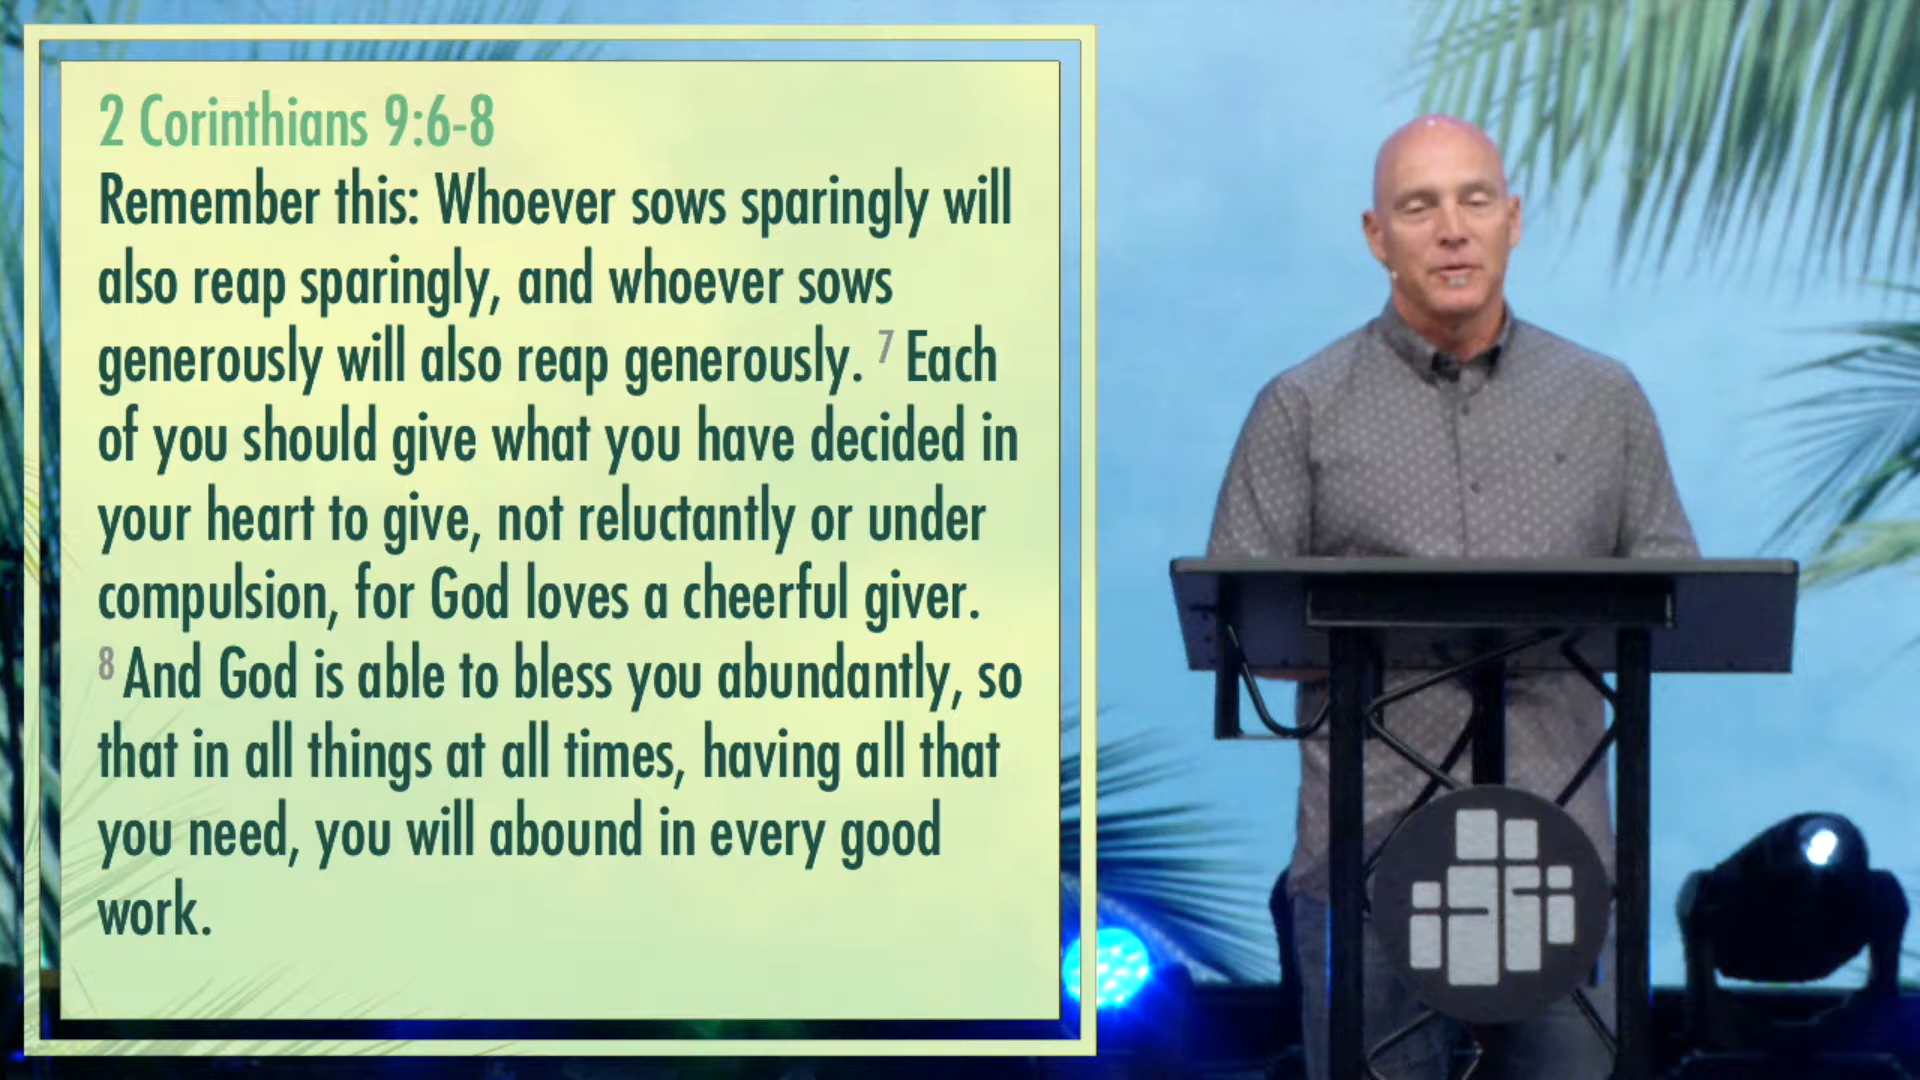 2 Corinthians 9:6-8
Remember this: Whoever sows sparingly will
also reap sparingly, and whoever sows
generously will also reap generously. 7 Each
of you should give what you have decided in
your heart to give, not reluctantly or under
compulsion, for God loves a cheerful giver.
8 And God is able to bless you abundantly, so
that in all things at all times, having all that
you need, you will abound in every good
work.